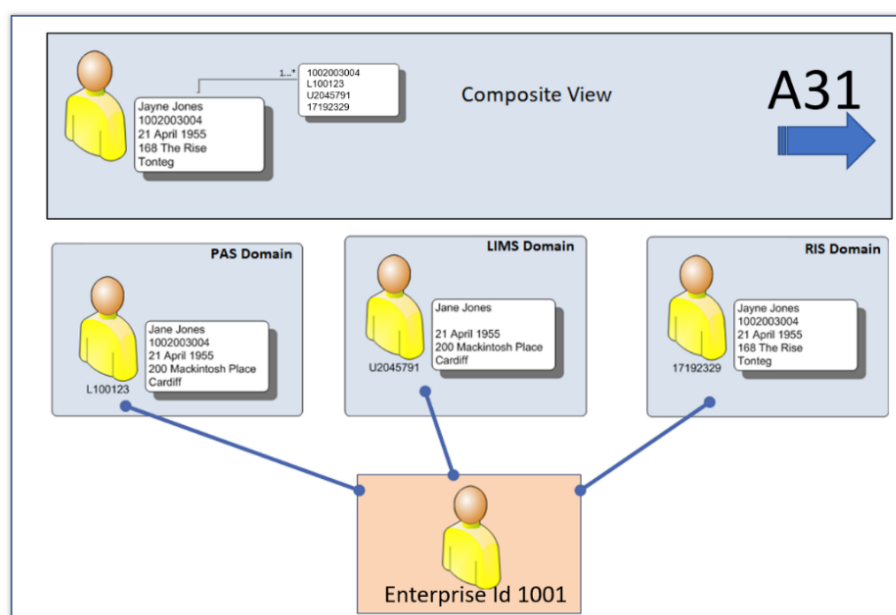 Jayne Jones
1002003004
21 April 1955
168 The Rise
Tonteg
1...*
1002003004
L100123
U2045791
17192329
Composite View
A31
PAS Domain
Jane Jones
1002003004
21 April 1955
200 Mackintosh Place
Cardiff
L100123
LIMS Domain
Jane Jones
21 April 1955
200 Mackintosh Place
Cardiff
U2045791
RIS Domain
Jayne Jones
1002003004
21 April 1955
168 The Rise
Tonteg
17192329
Enterprise Id 1001